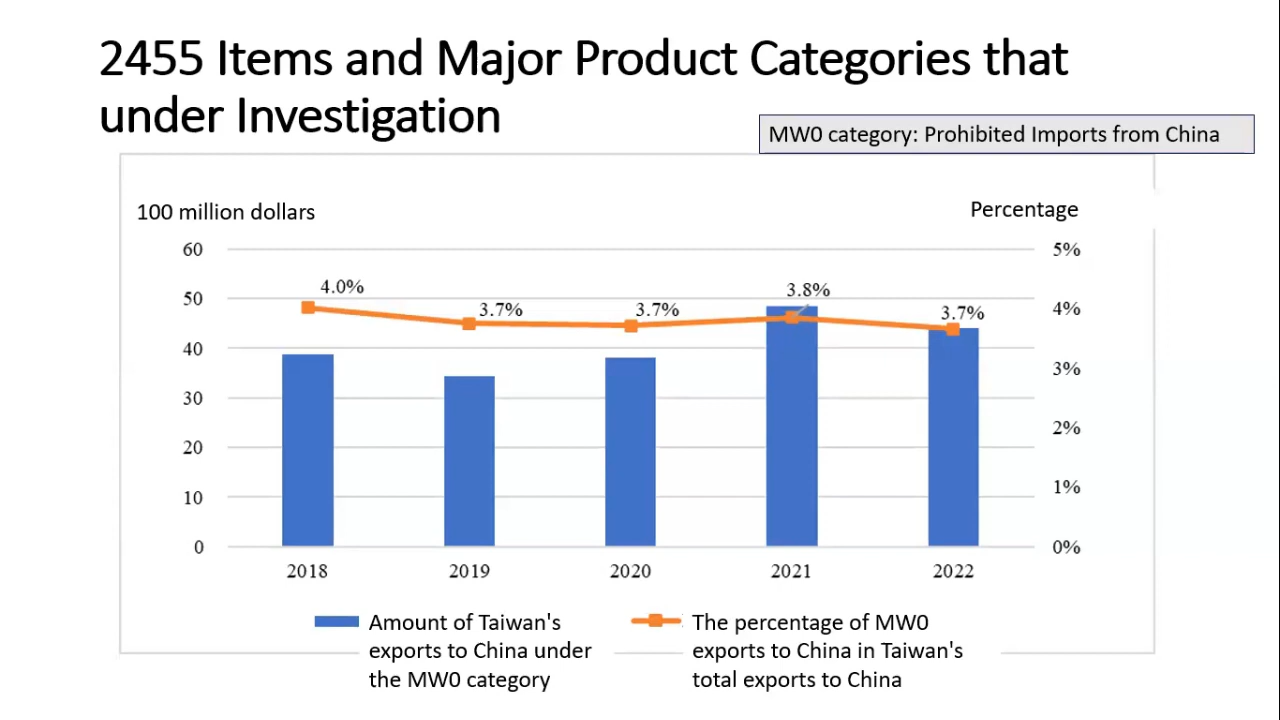 2455 Items and Major Product Categories that
under Investigation
MW0 category: Prohibited Imports from China
100 million dollars
Percentage
60
50
40
30
20
10
0
4.0%
3.7%
3.7%
3.8%
3.7%
5%
4%
3%
2%
1%
0%
2018
2019
2020
2021
2022
Amount of Taiwan's
exports to China under
the MW0 category
The percentage of MW0
exports to China in Taiwan's
total exports to China